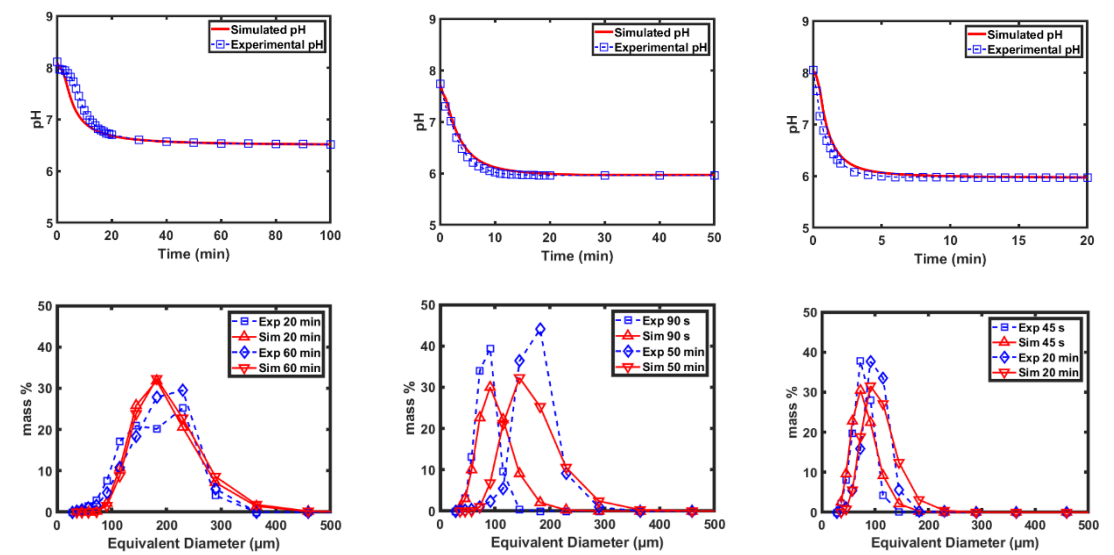 9
8
7
6
5
pH
Simulated pH
Experimental pH
0 20 40 60 80 100
Time (min)
9
8
7
6
5
pH
Simulated pH
Experimental pH
0 10 20 30 40 50
Time (min)
9
8
7
6
5
pH
Simulated pH
Experimental pH
0 5 10 15 20
Time (min)
50
40
30
20
10
0
mass %
Exp 20 min
Sim 20 min
Exp 60 min
Sim 60 min
0 100 200 300 400 500
Equivalent Diameter (μm)
50
40
30
20
10
0
mass %
Exp 90 s
Sim 90 s
Exp 50 min
Sim 50 min
0 100 200 300 400 500
Equivalent Diameter (μm)
50
40
30
20
10
0
mass %
Exp 45 s
Sim 45 s
Exp 20 min
Sim 20 min
0 100 200 300 400 500
Equivalent Diameter (μm)